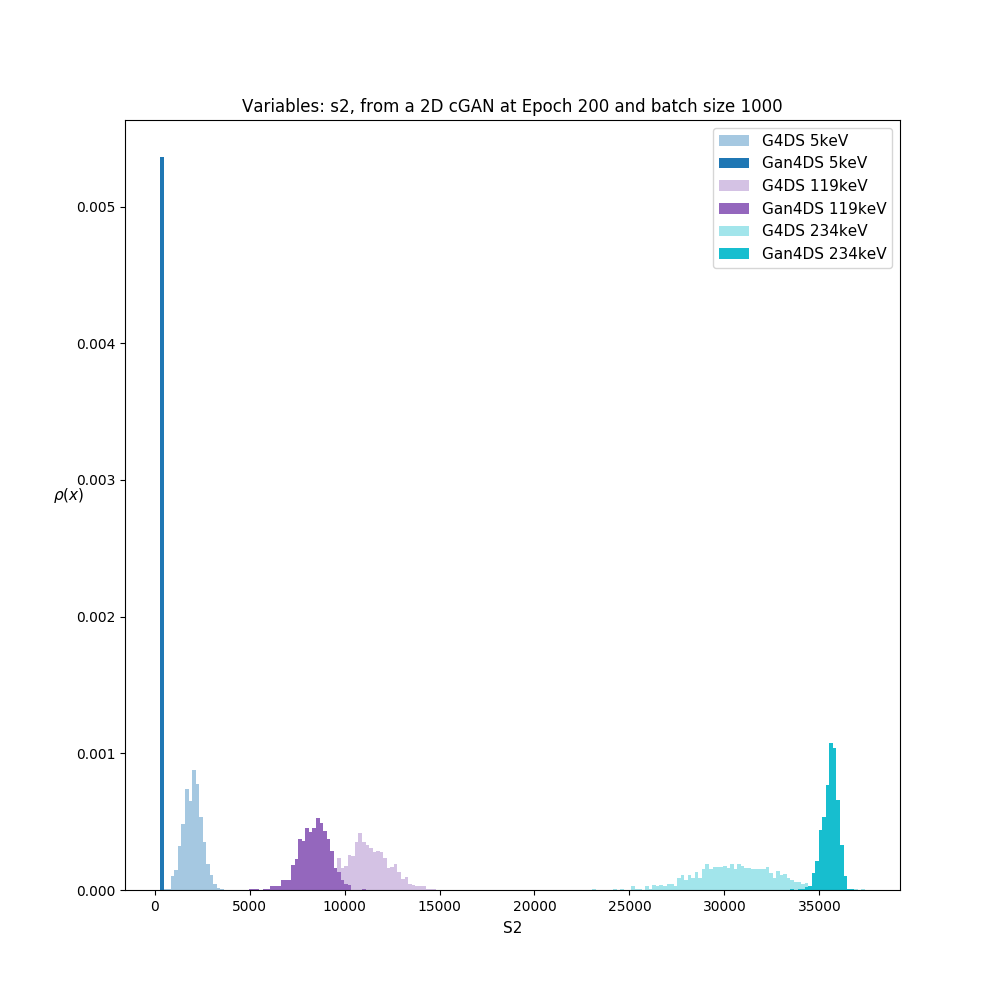 Variables: s2, from a 2D cGAN at Epoch 200 and batch size 1000
G4DS 5keV
Gan4DS 5keV
G4DS 119keV
Gan4DS 119keV
G4DS 234keV
Gan4DS 234keV
0.005
0.004
0.003
0.002
0.001
0.000
ρ(x)
0 5000 10000 15000 20000 25000 30000 35000
S2